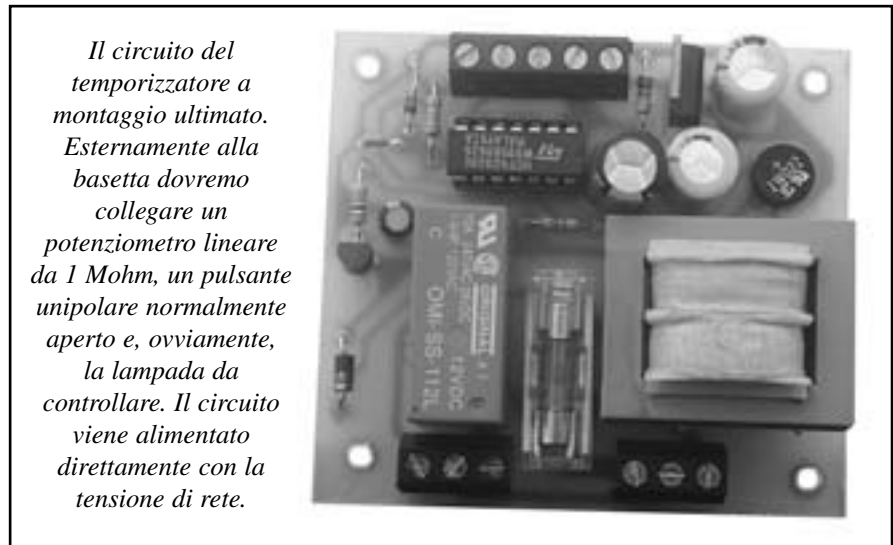 Il circuito del
temporizzatore a
montaggio ultimato.
Esternamente alla
basetta dovremo
collegare un
potenziometro lineare
da 1 Mohm, un pulsante
unipolare normalmente
aperto e, ovviamente,
la lampada da
controllare. Il circuito
viene alimentato
direttamente con la
tensione di rete.
OMI-SS-112L
12VDC